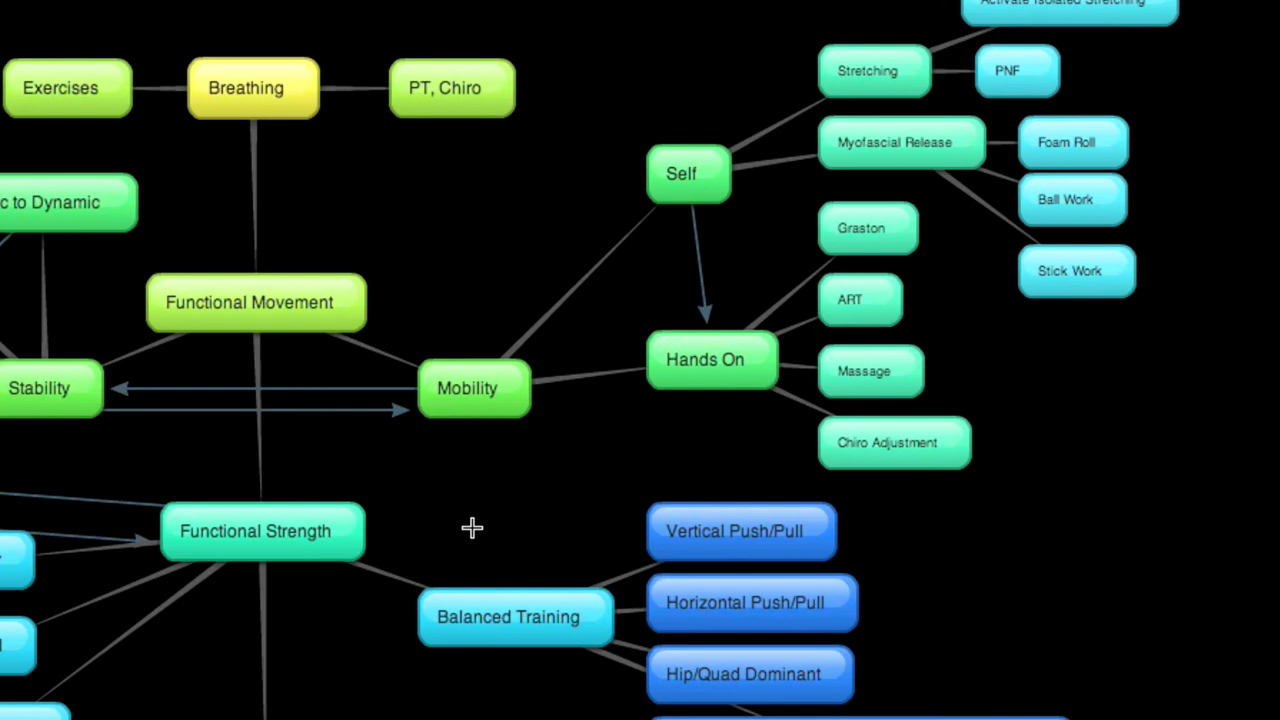 Activate Isolated Stretching
Exercises
Breathing
PT, Chiro
Stretching
PNF
Myofascial Release
Foam Roll
Self
Ball Work
c to Dynamic
Graston
Stick Work
Functional Movement
ART
Hands On
Massage
Stability
Mobility
Chiro Adjustment
Functional Strength
Vertical Push/Pull
Horizontal Push/Pull
Balanced Training
Hip/Quad Dominant